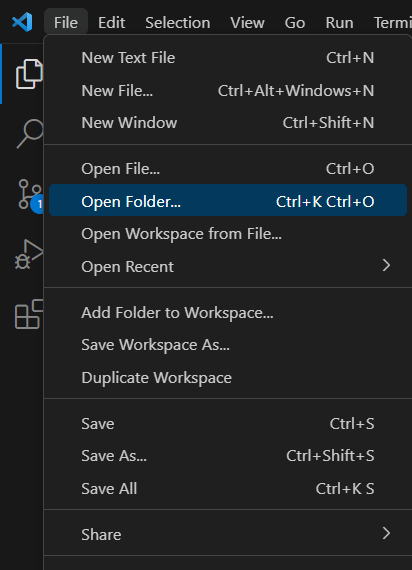 File Edit Selection View Go Run Termi
New Text File Ctrl+N
New File... Ctrl+Alt+Windows+N
New Window Ctrl+Shift+N
Open File... Ctrl+O
Open Folder... Ctrl+K Ctrl+O
Open Workspace from File...
Open Recent
1
Add Folder to Workspace...
Save Workspace As...
Duplicate Workspace
Save Ctrl+S
Save As... Ctrl+Shift+S
Save All Ctrl+K S
Share